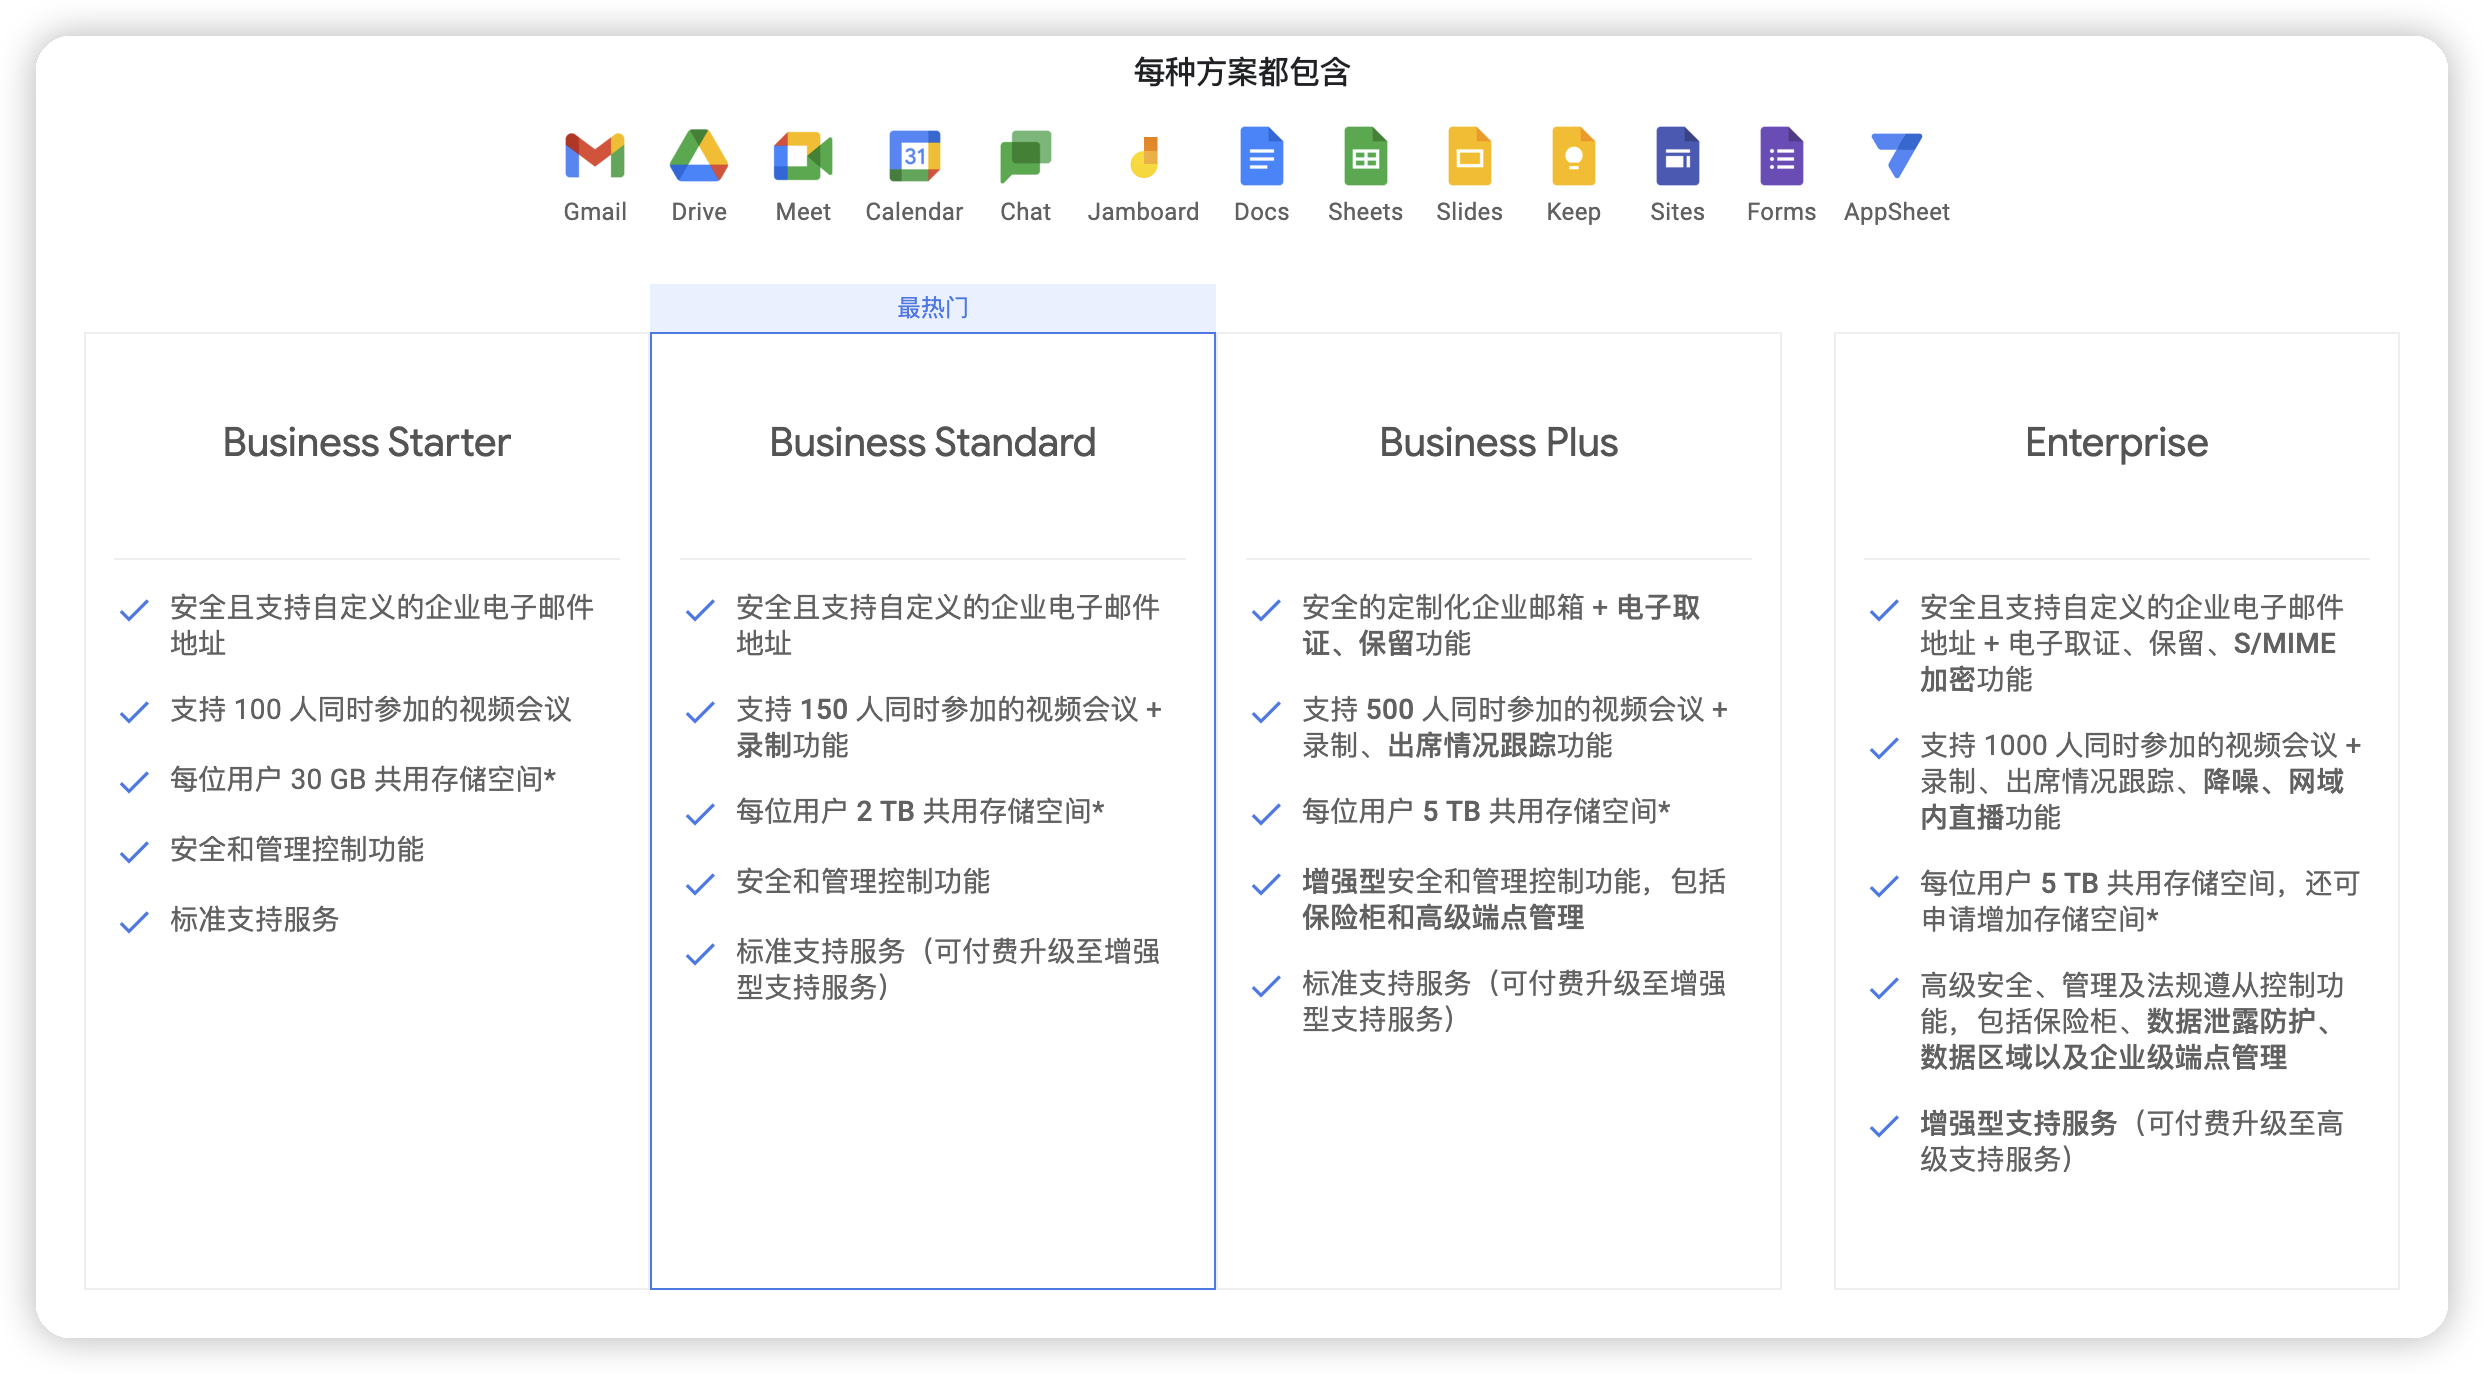 每种方案都包含
31
Gmail
Drive
Meet
Calendar
Chat
Jamboard
Docs
Sheets
Slides
Keep
Sites
Forms
AppSheet
最热门
Business Starter
安全且支持自定义的企业电子邮件
地址
支持 100 人同时参加的视频会议
每位用户 30 GB 共用存储空间*
安全和管理控制功能
标准支持服务
Business Standard
安全且支持自定义的企业电子邮件
地址
支持 150 人同时参加的视频会议 +
录制功能
每位用户 2 TB 共用存储空间*
安全和管理控制功能
标准支持服务（可付费升级至增强
型支持服务）
Business Plus
安全的定制化企业邮箱 + 电子取
证、保留功能
支持 500 人同时参加的视频会议 +
录制、出席情况跟踪功能
每位用户 5 TB 共用存储空间*
增强型安全和管理控制功能，包括
保险柜和高级端点管理
标准支持服务（可付费升级至增强
型支持服务）
Enterprise
安全且支持自定义的企业电子邮件
地址 + 电子取证、保留、S/MIME
加密功能
支持 1000 人同时参加的视频会议 +
录制、出席情况跟踪、降噪、网域
内直播功能
每位用户 5 TB 共用存储空间，还可
申请增加存储空间*
高级安全、管理及法规遵从控制功
能，包括保险柜、数据泄露防护、
数据区域以及企业级端点管理
增强型支持服务（可付费升级至高
级支持服务）